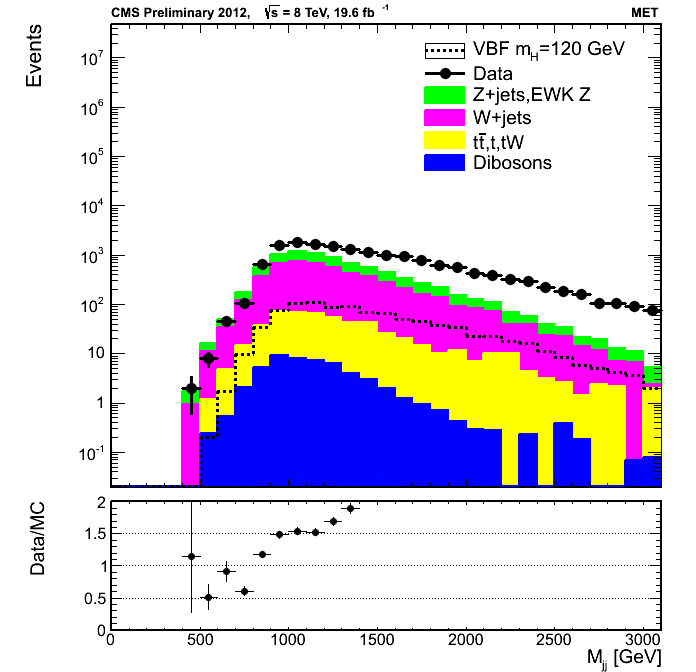 CMS Preliminary 2012, √s = 8 TeV, 19.6 fb⁻¹ MET
Events
VBF m_H=120 GeV
Data
Z+jets,EWK Z
W+jets
tt̄,t,tW
Dibosons
10⁷
10⁶
10⁵
10⁴
10³
10²
10
1
10⁻¹
Data/MC
2
1.5
1
0.5
0
0 500 1000 1500 2000 2500 3000
M_jj [GeV]